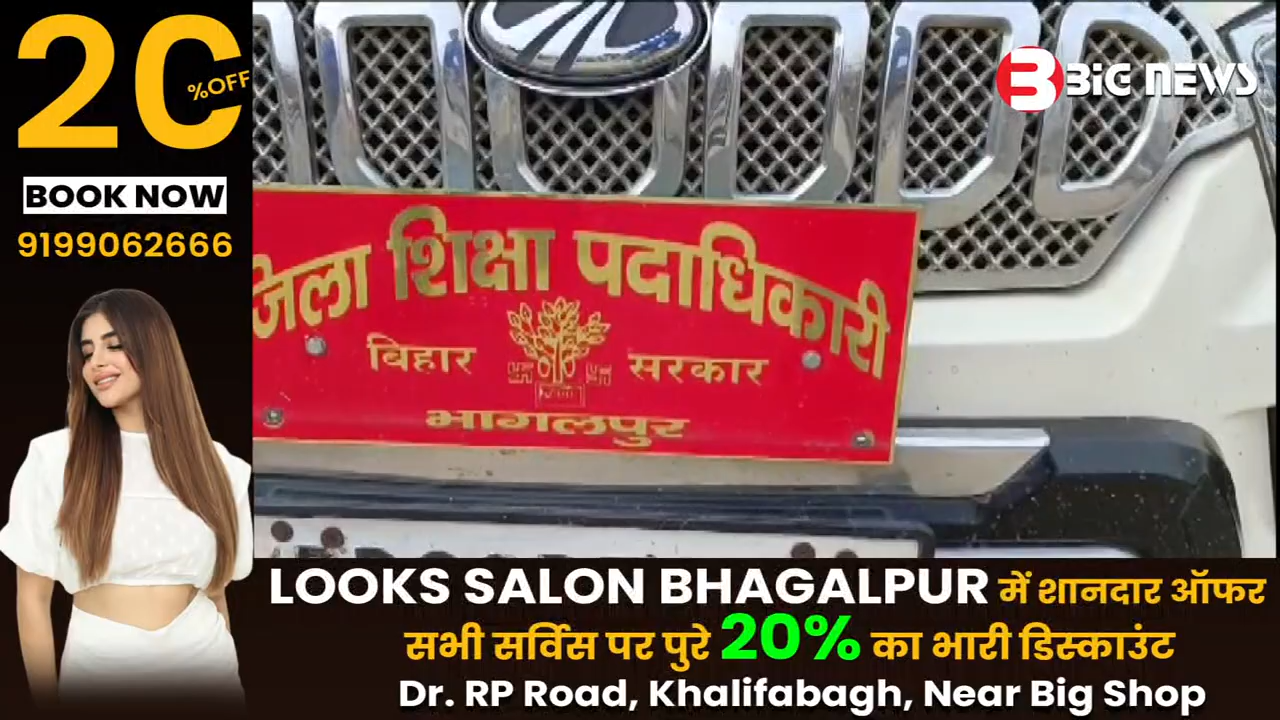 20
%OFF
BOOK NOW
9199062666
BIG NEWS
जिला शिक्षा पदाधिकारी
बिहार सरकार
भागलपुर
LOOKS SALON BHAGALPUR में शानदार ऑफर
सभी सर्विस पर पुरे 20% का भारी डिस्काउंट
Dr. RP Road, Khalifabagh, Near Big Shop